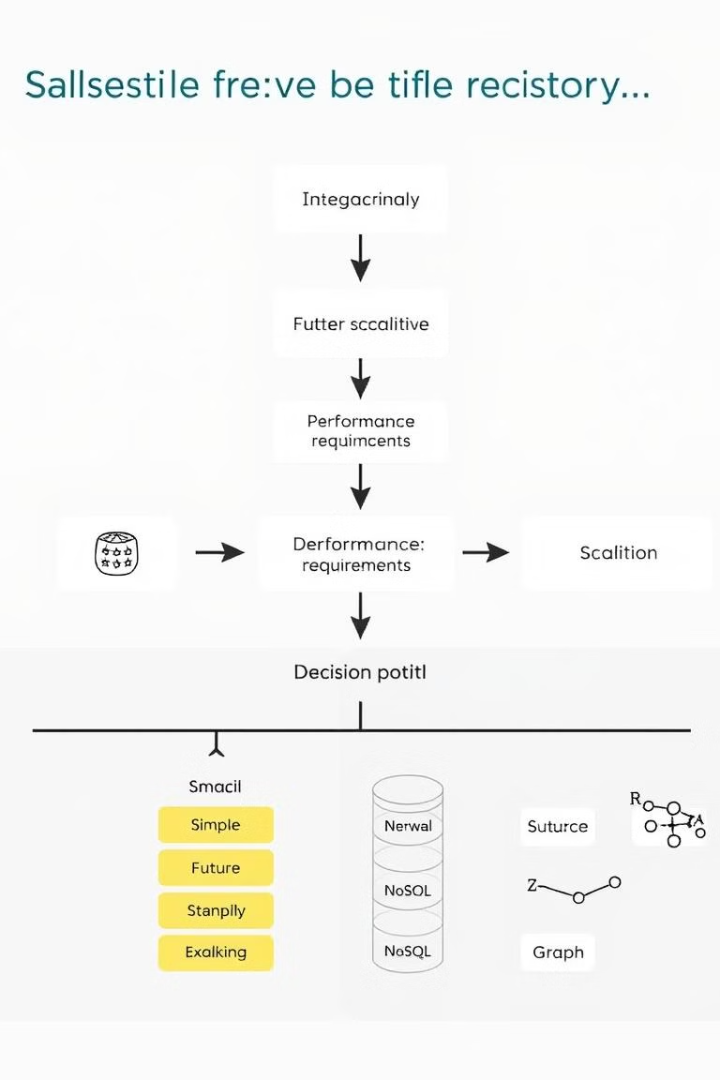 Sallsestile fre:ve be tifle recistory...
Integacrinaly
Futter sccalitive
Performance
requimcents
Derformance:
requirements
Scalition
Decision potitl
Smacil
Simple
Future
Stanplly
Exalking
Nerwal
NoSOL
NoSQL
Suturce
R
A
Z
Graph